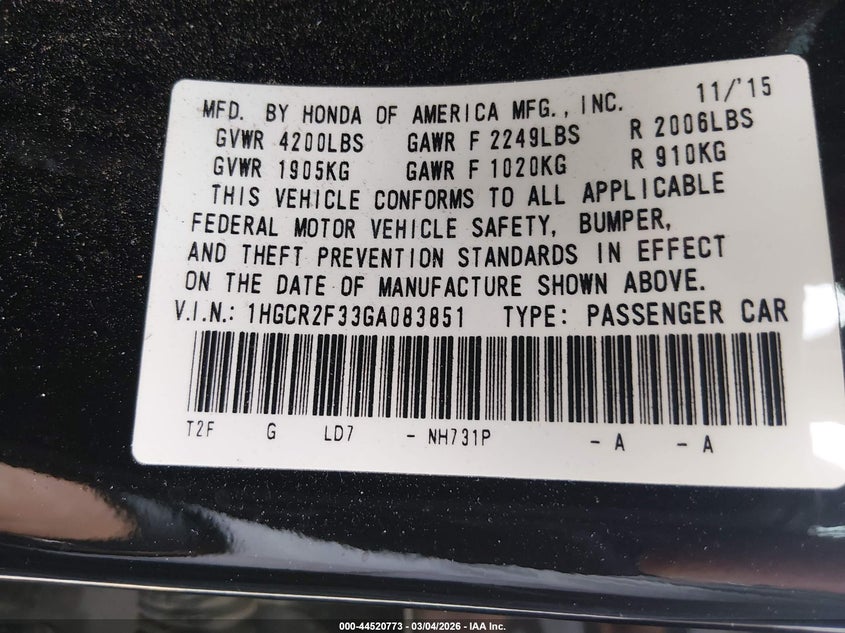 MFD. BY HONDA OF AMERICA MFG., INC. 11/'15
GVWR 4200LBS GAWR F 2249LBS R 2006LBS
GVWR 1905KG GAWR F 1020KG R 910KG
THIS VEHICLE CONFORMS TO ALL APPLICABLE
FEDERAL MOTOR VEHICLE SAFETY, BUMPER,
AND THEFT PREVENTION STANDARDS IN EFFECT
ON THE DATE OF MANUFACTURE SHOWN ABOVE.
V.I.N.: 1HGCR2F33GA083851 TYPE: PASSENGER CAR
T2F G LD7 - NH731P - A - A
000-44520773 - 03/04/2026 - IAA Inc.